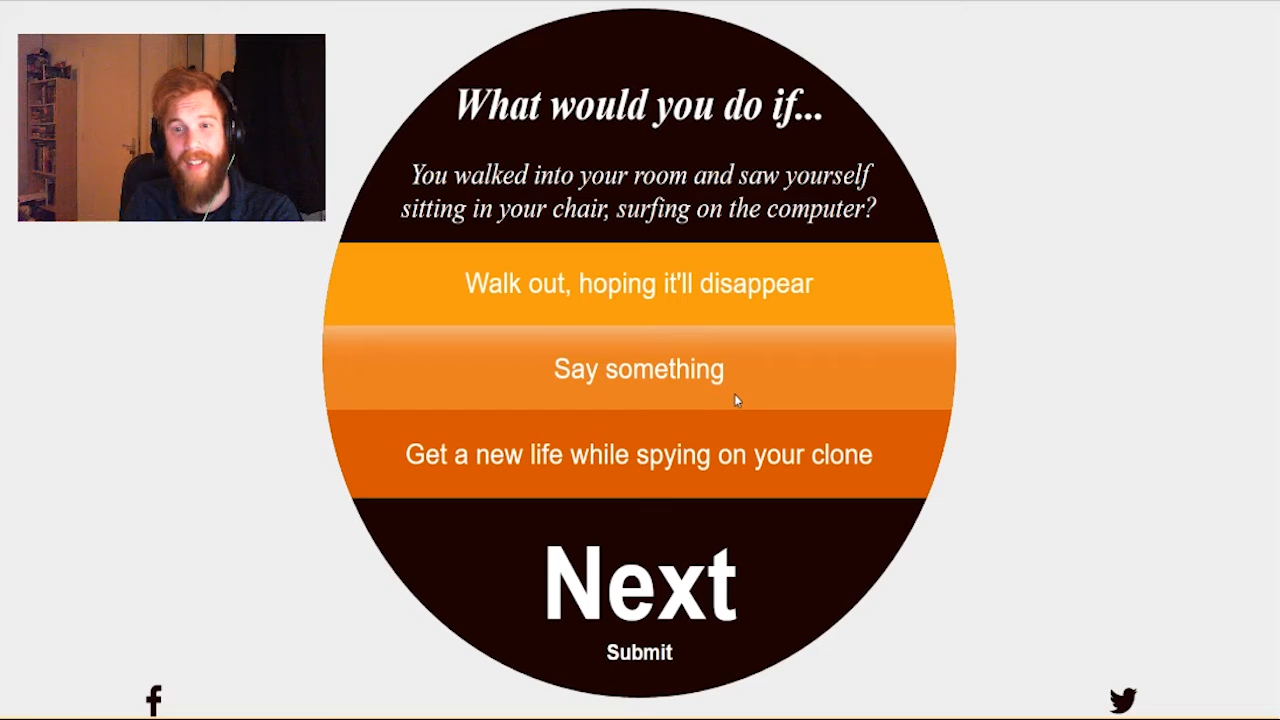 What would you do if...
You walked into your room and saw yourself
sitting in your chair, surfing on the computer?
Walk out, hoping it'll disappear
Say something
Get a new life while spying on your clone
Next
Submit